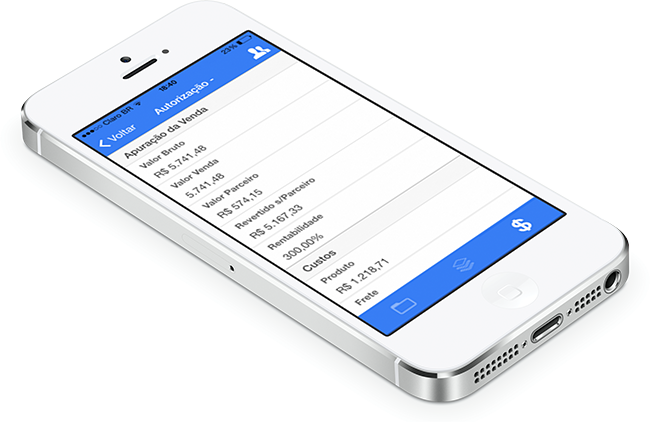 Claro BR 18:40 23%
Voltar Autorização -
Apuração da Venda
Valor Bruto
R$ 5.741,48
Valor Venda
5.741,48
Valor Parceiro
R$ 574,15
Revertido s/Parceiro
R$ 5.167,33
Rentabilidade
300,00%
Custos
Produto
R$ 1.218,71
Frete
$